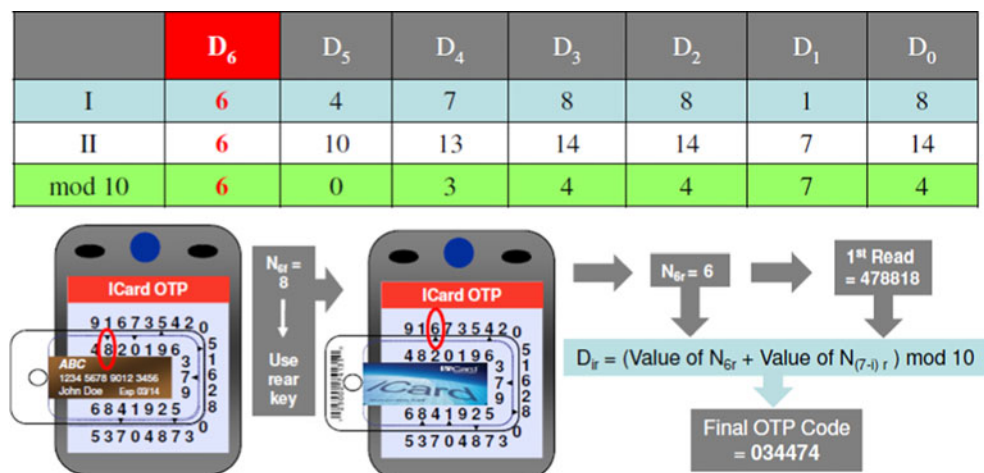 D6 D5 D4 D3 D2 D1 D0
I 6 4 7 8 8 1 8
II 6 10 13 14 14 7 14
mod 10 6 0 3 4 4 7 4
ICard OTP
9 1 6 7 3 5 4 2 0
4 8 2 0 1 9 6
5 1 6 2 8
3 7 9
ABC
1234 5678 9012 3456
John Doe Exp 03/14
6 8 4 1 9 2 5
5 3 7 0 4 8 7 3 0
N6r =
8
Use
rear
key
ICard OTP
9 1 6 7 3 5 4 2 0
4 8 2 0 1 9 6
5 1 6 2 8
3 7 9
ICard
6 8 4 1 9 2 5
5 3 7 0 4 8 7 3 0
N6r = 6
1st Read
= 478818
Dir = (Value of N6r + Value of N(7-i) r ) mod 10
Final OTP Code
= 034474